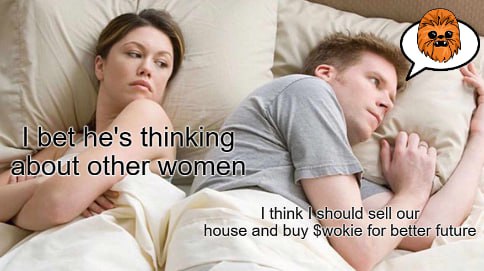 I bet he's thinking
about other women
I think I should sell our
house and buy $wokie for better future